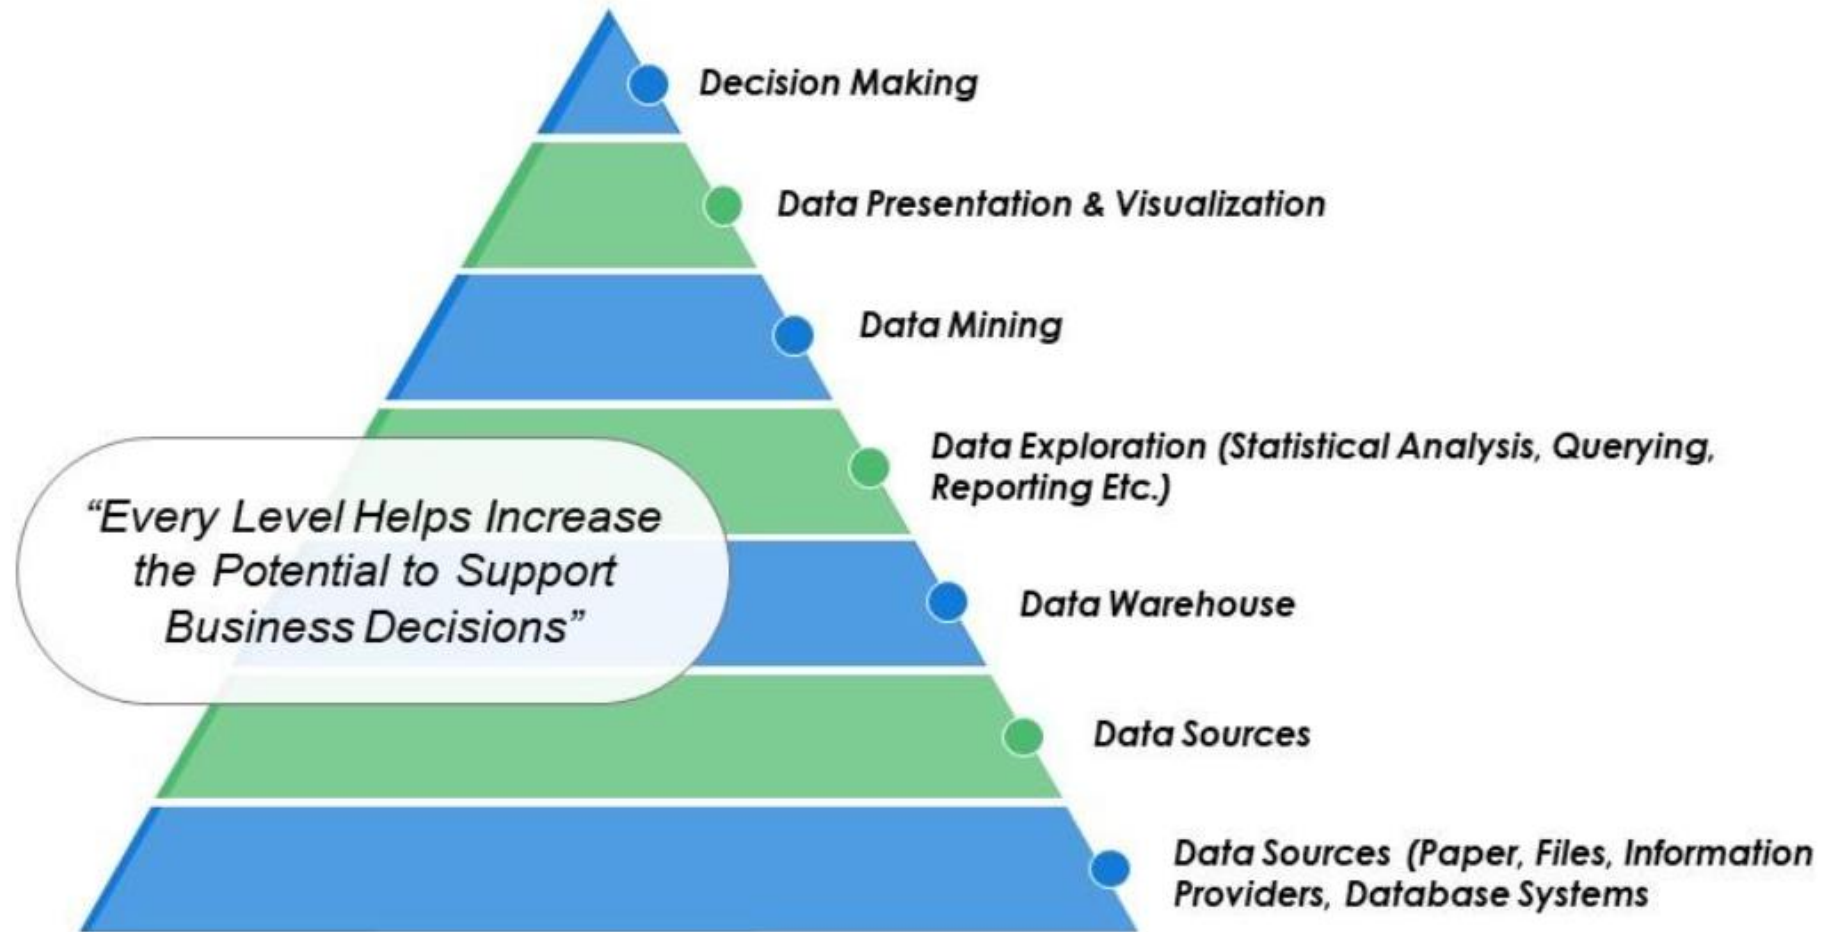 Decision Making
Data Presentation & Visualization
Data Mining
Data Exploration (Statistical Analysis, Querying,
Reporting Etc.)
“Every Level Helps Increase
the Potential to Support
Business Decisions”
Data Warehouse
Data Sources
Data Sources (Paper, Files, Information
Providers, Database Systems